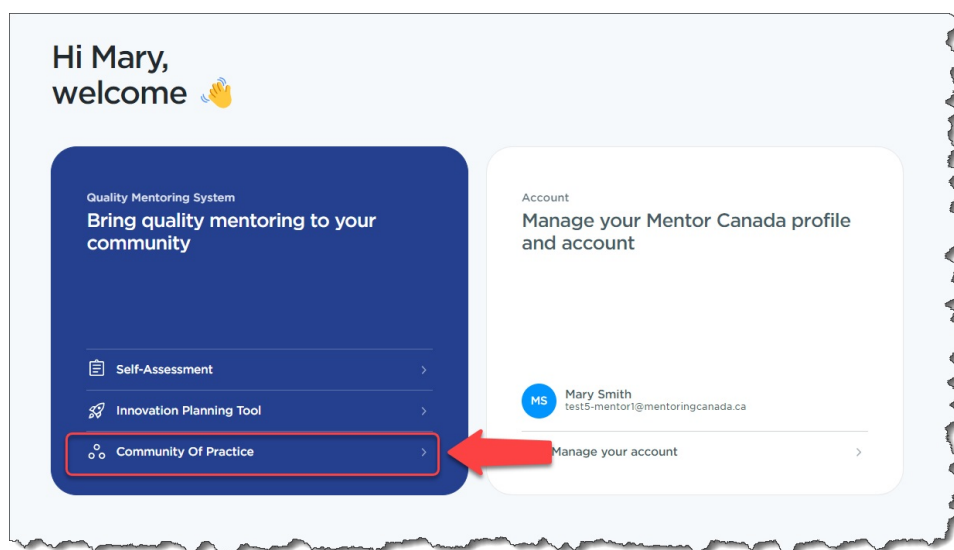 Hi Mary,
welcome 👋
Quality Mentoring System
Bring quality mentoring to your
community
Self-Assessment
Innovation Planning Tool
Community Of Practice
Account
Manage your Mentor Canada profile
and account
MS
Mary Smith
test5-mentor1@mentoringcanada.ca
Manage your account